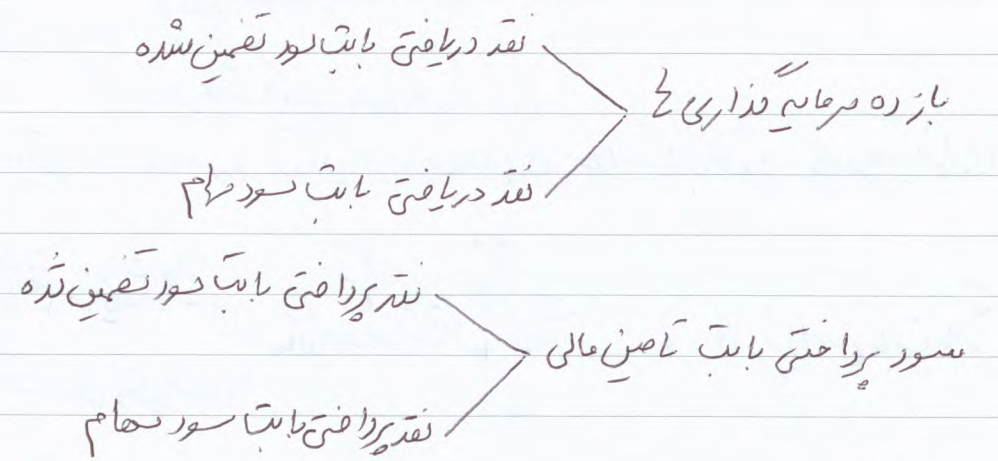 نقد دریافتی بابت سود تضمین شده
بازده سرمایه گذاری ها
نقد دریافتی بابت سود سهام
نقد پرداختی بابت سود تضمین شده
سود پرداختی بابت تامین مالی
نقد پرداختی بابت سود سهام